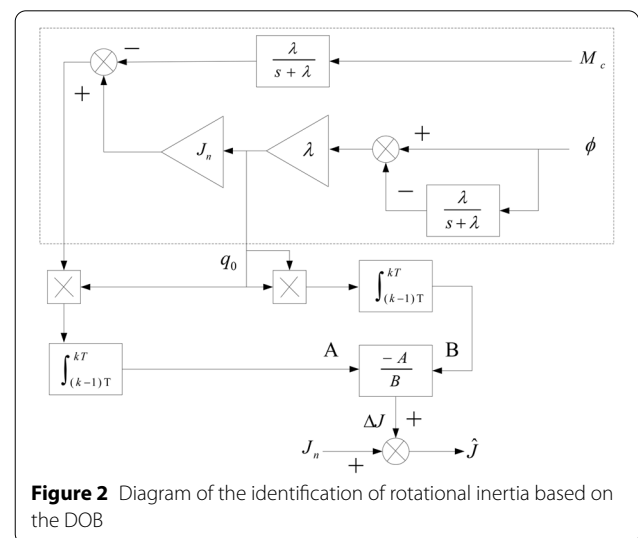 −
λ
s + λ
M_c
+
J_n
λ
+
ϕ
−
λ
s + λ
q_0
∫_{(k−1)T}^{kT}
∫_{(k−1)T}^{kT}
A
− A
B
B
ΔJ
+
J_n
+
Ĵ
Figure 2 Diagram of the identification of rotational inertia based on
the DOB